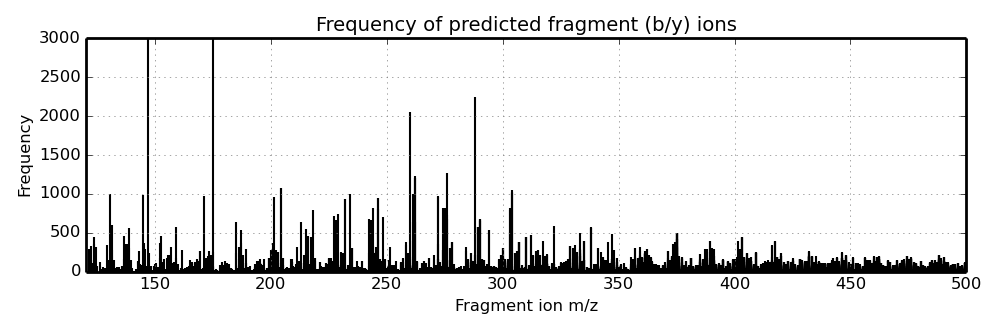 Frequency of predicted fragment (b/y) ions
3000
2500
2000
1500
1000
500
0
Frequency
150 200 250 300 350 400 450 500
Fragment ion m/z